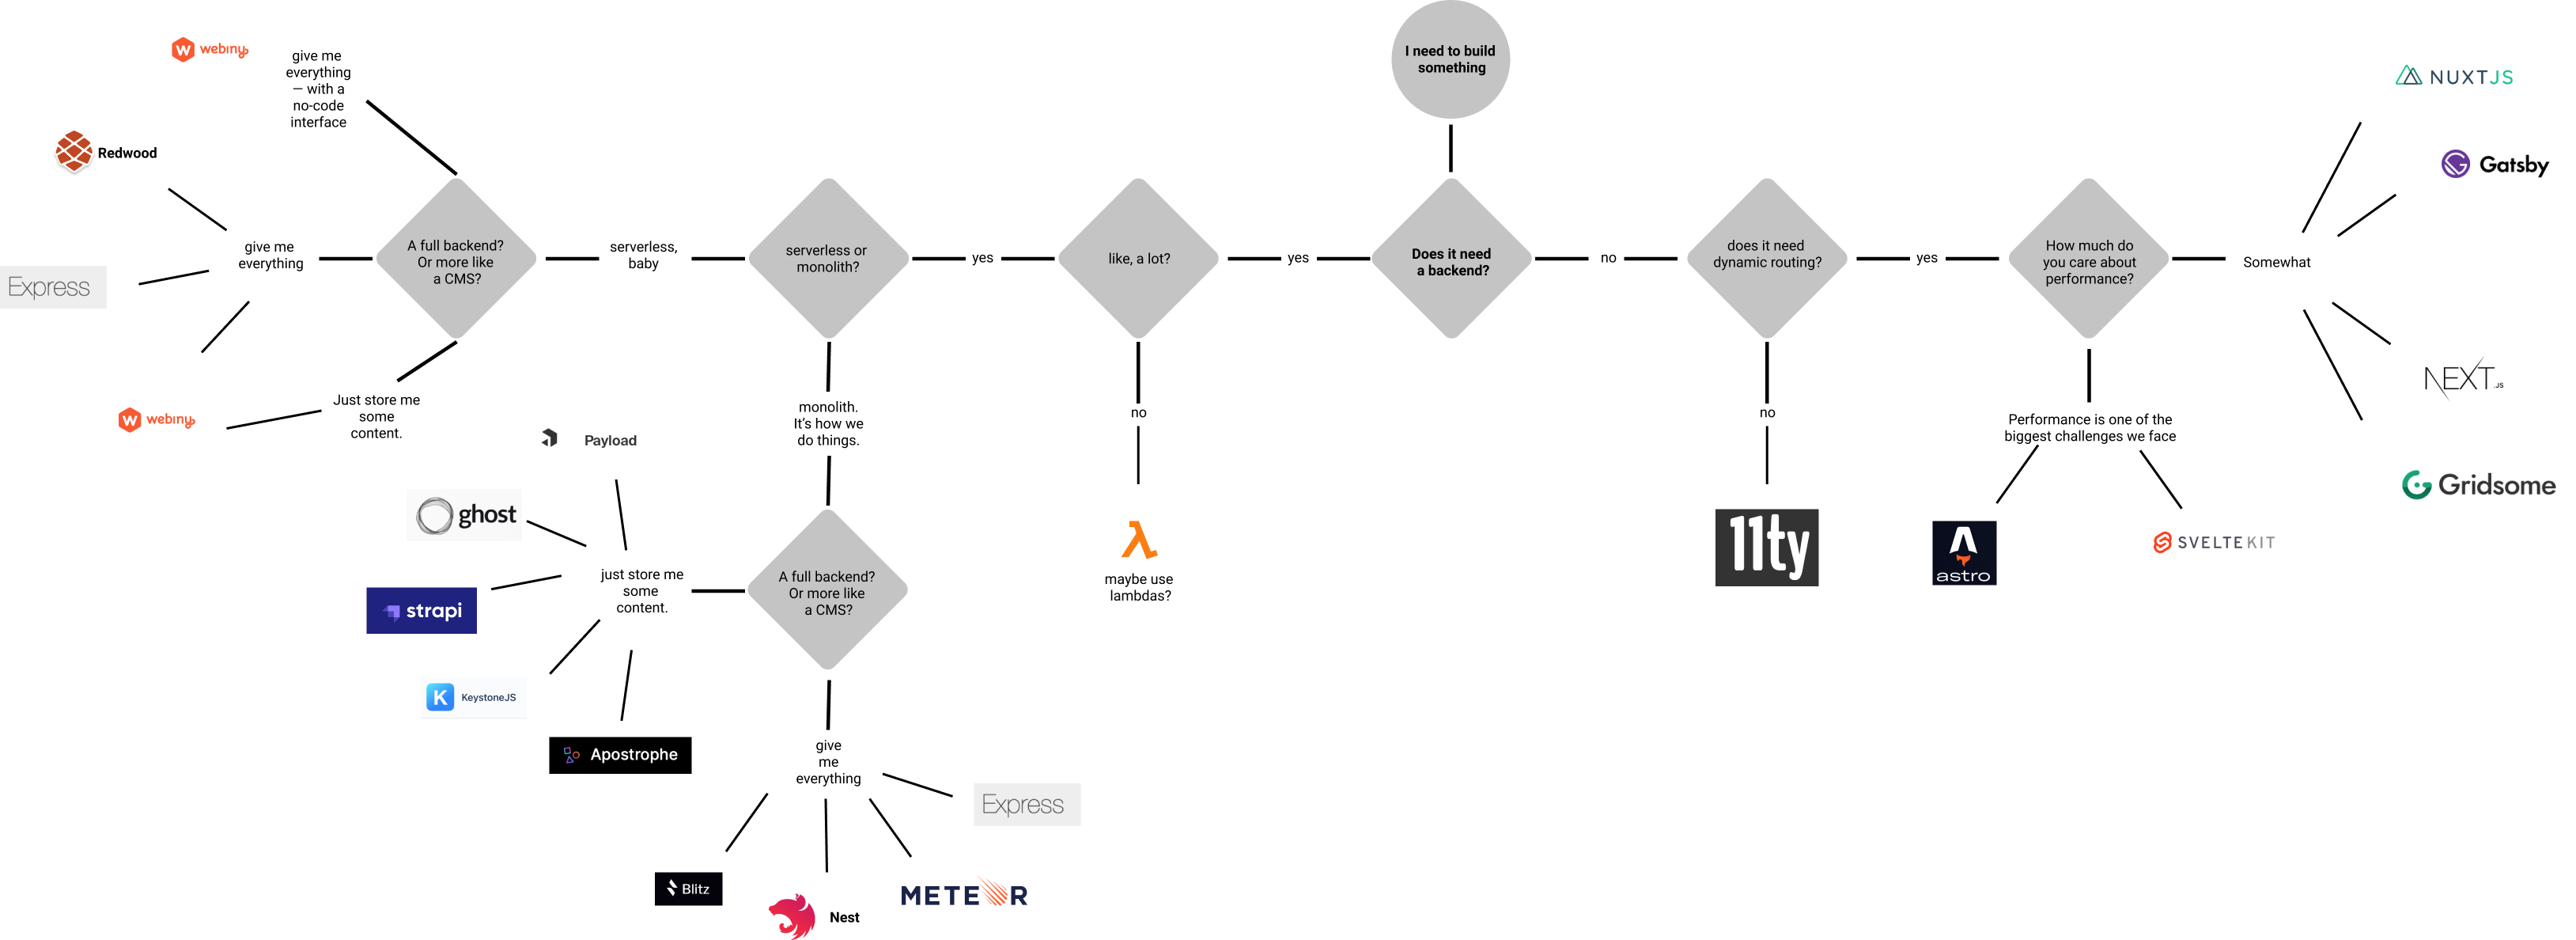 I need to build
something
Does it need
a backend?
yes
like, a lot?
no
maybe use
lambdas?
yes
serverless or
monolith?
serverless,
baby
A full backend?
Or more like
a CMS?
give me
everything
— with a
no-code
interface
webiny
give me
everything
Redwood
Express
Just store me
some
content.
webiny
monolith.
It's how we
do things.
A full backend?
Or more like
a CMS?
just store me
some
content.
Payload
ghost
strapi
K KeystoneJS
Apostrophe
give
me
everything
Blitz
Nest
METEOR
Express
no
does it need
dynamic routing?
no
11ty
yes
How much do
you care about
performance?
Performance is one of the
biggest challenges we face
astro
SVELTEKIT
Somewhat
NUXTJS
Gatsby
NEXT.JS
Gridsome